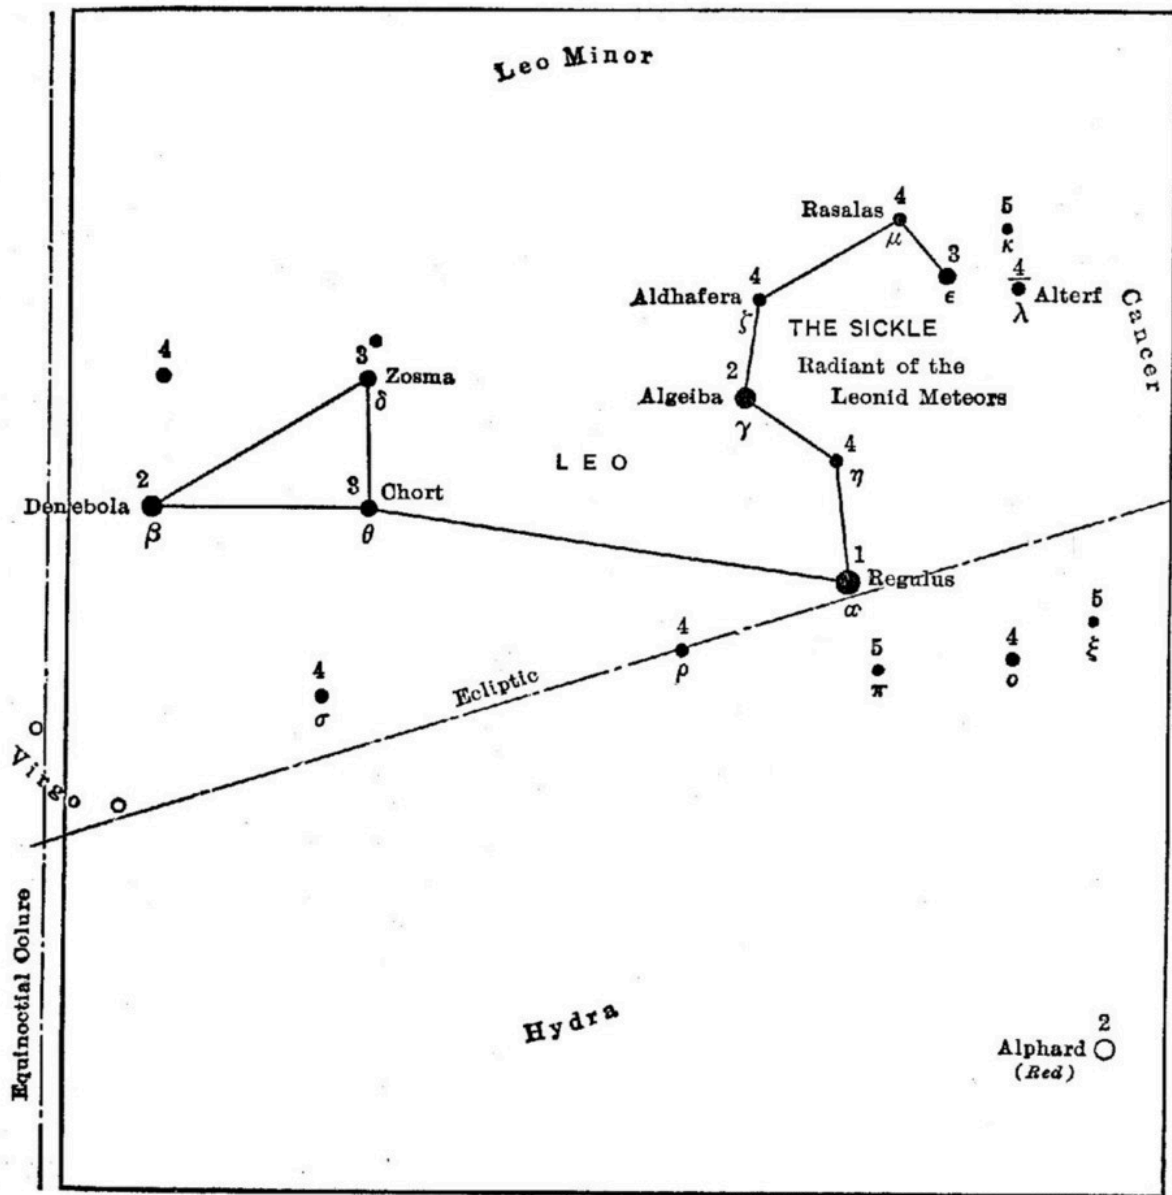 Leo Minor
4
Rasalas
μ
5
κ
3
ε
4
Alterf
λ
4
Aldhafera
ζ
THE SICKLE
Radiant of the
Leonid Meteors
Cancer
4
3
Zosma
δ
2
Algeiba
γ
4
η
LEO
2
Denebola
β
3
Chort
θ
1
Regulus
α
4
ρ
5
π
4
ο
5
ξ
4
σ
Ecliptic
Virgo
Equinoctial Colure
Hydra
2
Alphard
(Red)